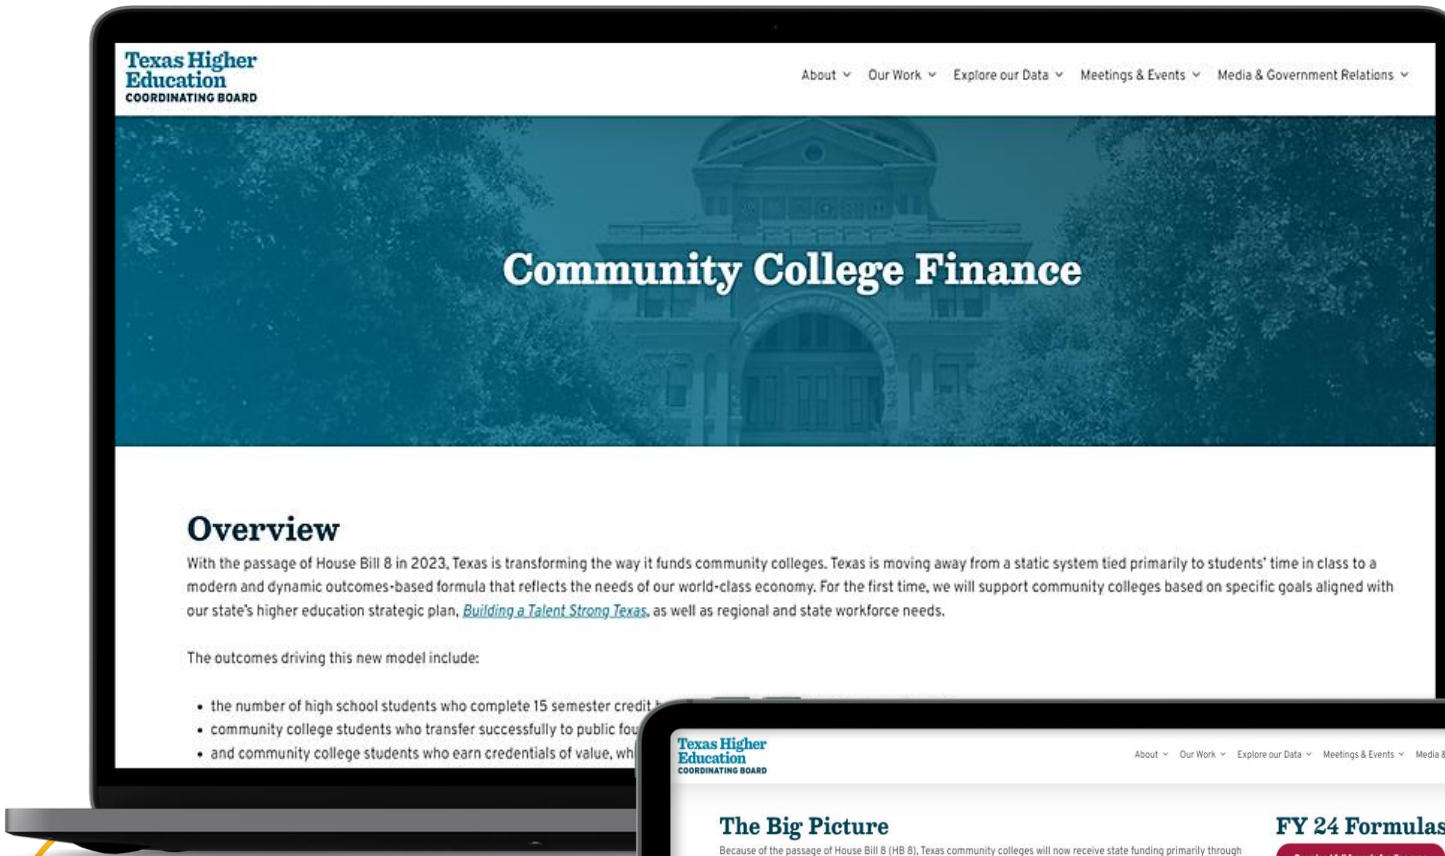 Texas Higher
Education
COORDINATING BOARD
About Our Work Explore our Data Meetings & Events Media & Government Relations
Community College Finance
Overview
With the passage of House Bill 8 in 2023, Texas is transforming the way it funds community colleges. Texas is moving away from a static system tied primarily to students' time in class to a
modern and dynamic outcomes-based formula that reflects the needs of our world-class economy. For the first time, we will support community colleges based on specific goals aligned with
our state's higher education strategic plan, Building a Talent Strong Texas, as well as regional and state workforce needs.
The outcomes driving this new model include:
• the number of high school students who complete 15 semester credit
• community college students who transfer successfully to public fou
• and community college students who earn credentials of value, wh
Texas Higher
Education
COORDINATING BOARD
About Our Work Explore our Data Meetings & Events Media &
The Big Picture
Because of the passage of House Bill 8 (HB 8), Texas community colleges will now receive state funding primarily through
FY 24 Formulas